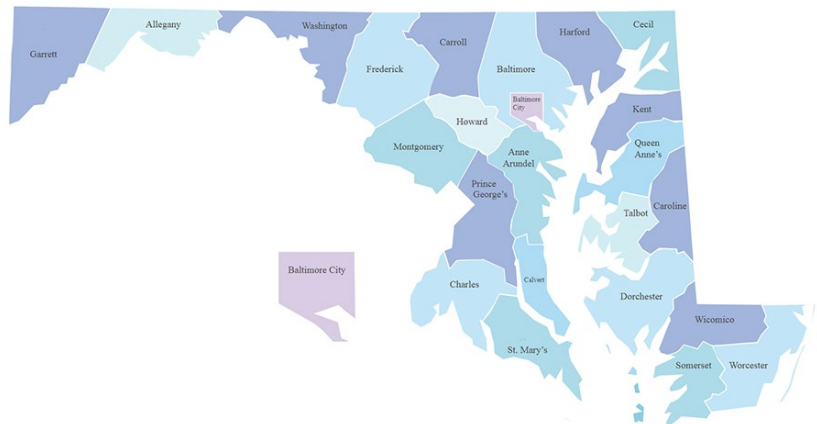 Garrett
Allegany
Washington
Frederick
Carroll
Baltimore
Harford
Cecil
Baltimore
City
Kent
Howard
Montgomery
Anne
Arundel
Queen
Anne's
Prince
George's
Caroline
Talbot
Baltimore City
Charles
Calvert
Dorchester
Wicomico
St. Mary's
Somerset
Worcester